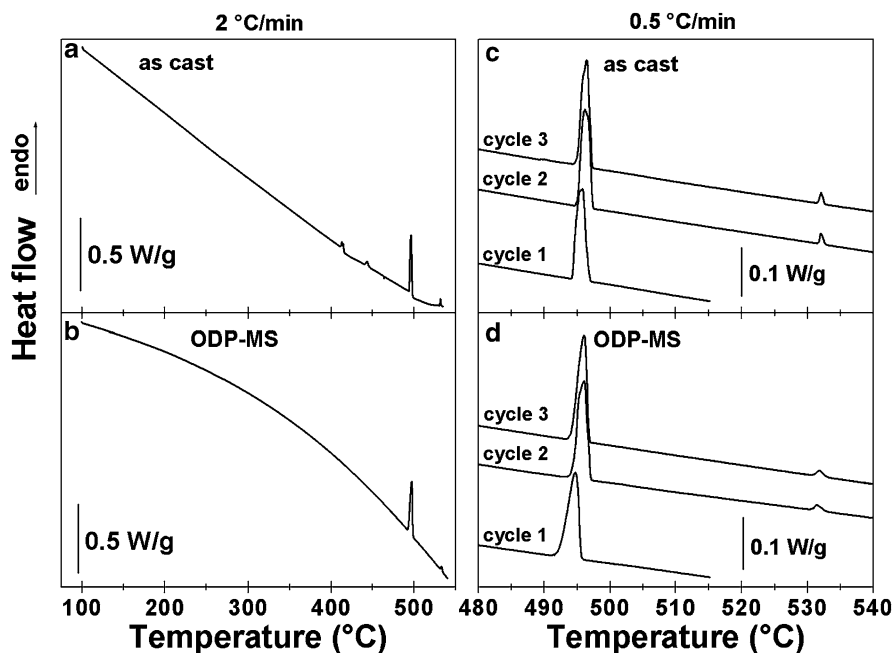 2 °C/min
0.5 °C/min
a
as cast
0.5 W/g
c
as cast
cycle 3
cycle 2
cycle 1
0.1 W/g
Heat flow endo
b
ODP-MS
0.5 W/g
d
ODP-MS
cycle 3
cycle 2
cycle 1
0.1 W/g
100 200 300 400 500
480 490 500 510 520 530 540
Temperature (°C)
Temperature (°C)